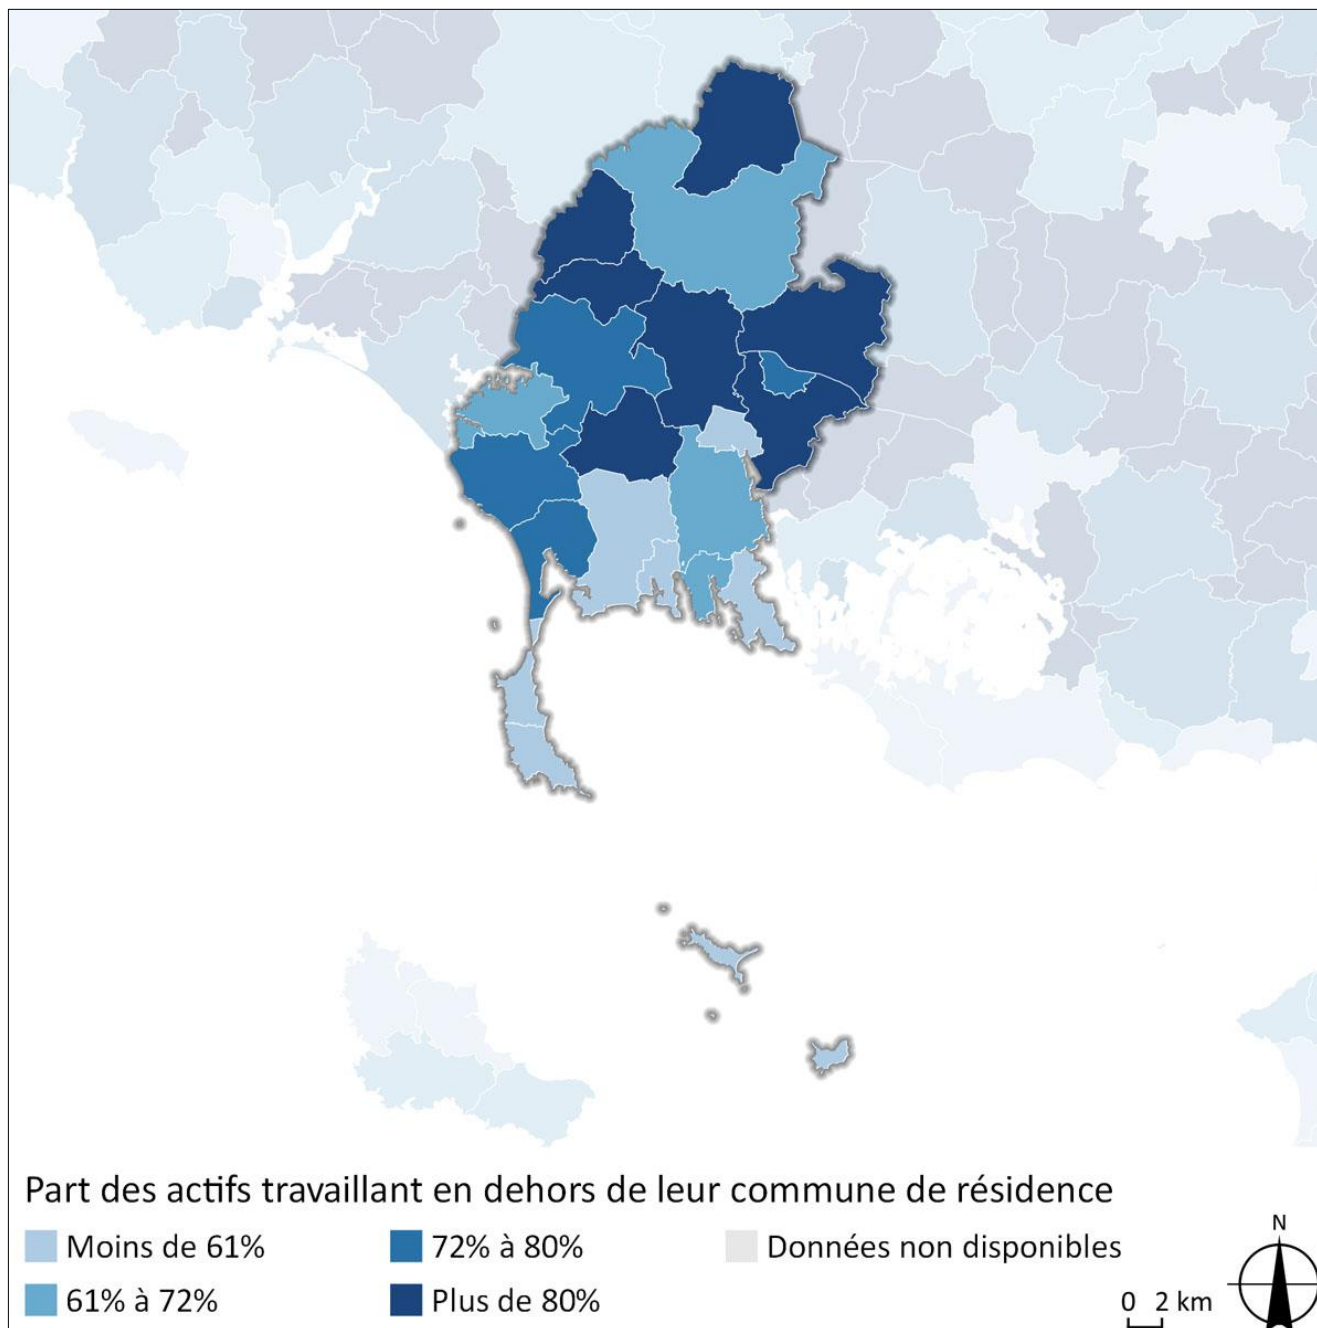 Part des actifs travaillant en dehors de leur commune de résidence
Moins de 61%
72% à 80%
Données non disponibles
61% à 72%
Plus de 80%
0 2 km
N